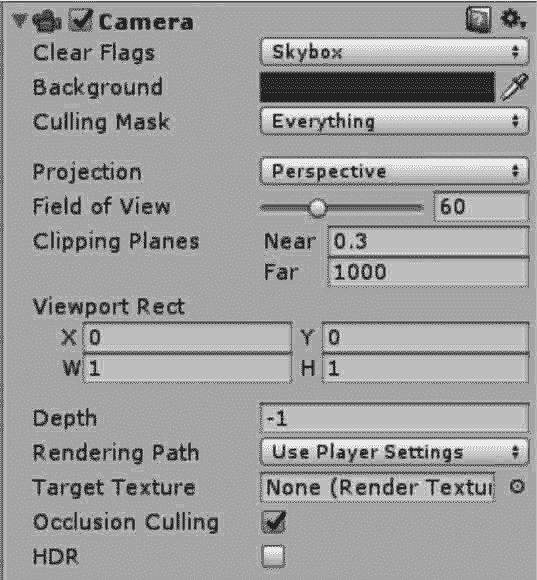 Camera
Clear Flags Skybox
Background
Culling Mask Everything
Projection Perspective
Field of View 60
Clipping Planes Near 0.3
Far 1000
Viewport Rect
X 0 Y 0
W 1 H 1
Depth -1
Rendering Path Use Player Settings
Target Texture None (Render Textur
Occlusion Culling
HDR